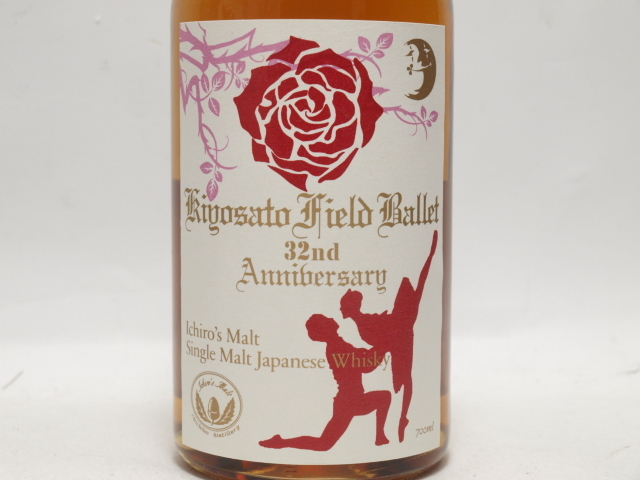 Kiyosato Field Ballet
32nd
Anniversary
Ichiro's Malt
Single Malt Japanese Whisky
700ml